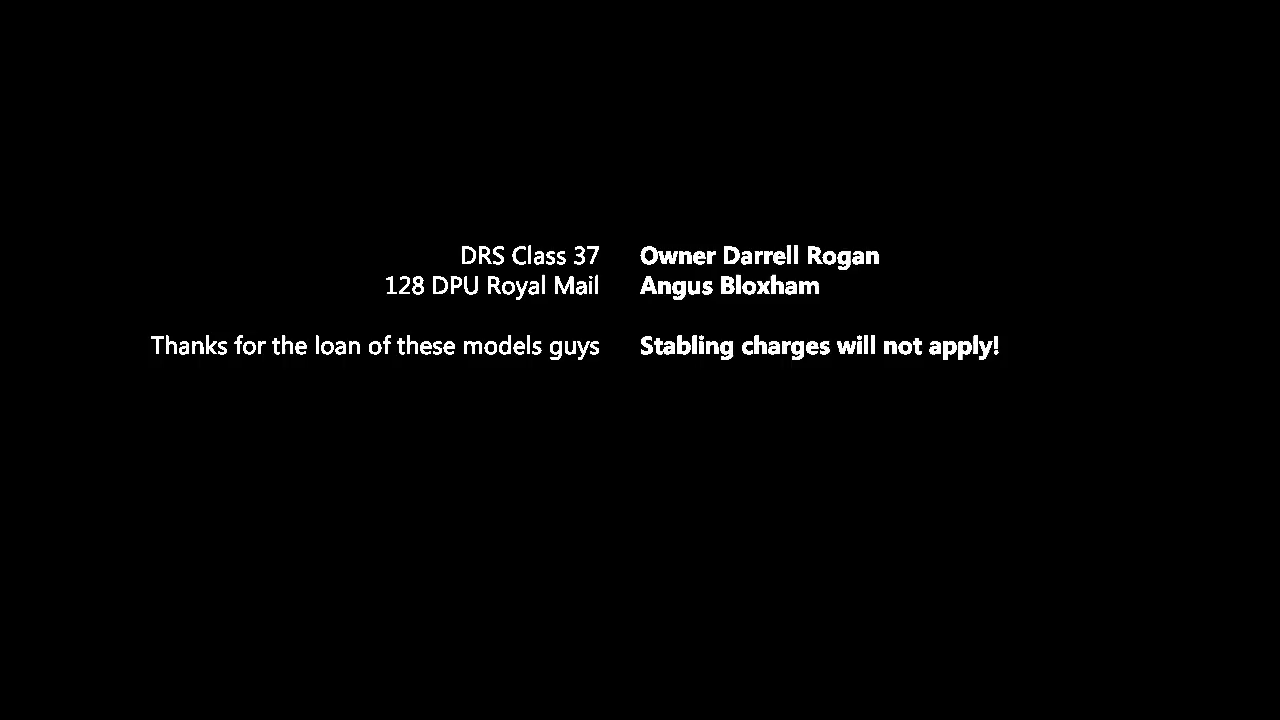 DRS Class 37 Owner Darrell Rogan
128 DPU Royal Mail Angus Bloxham
Thanks for the loan of these models guys Stabling charges will not apply!